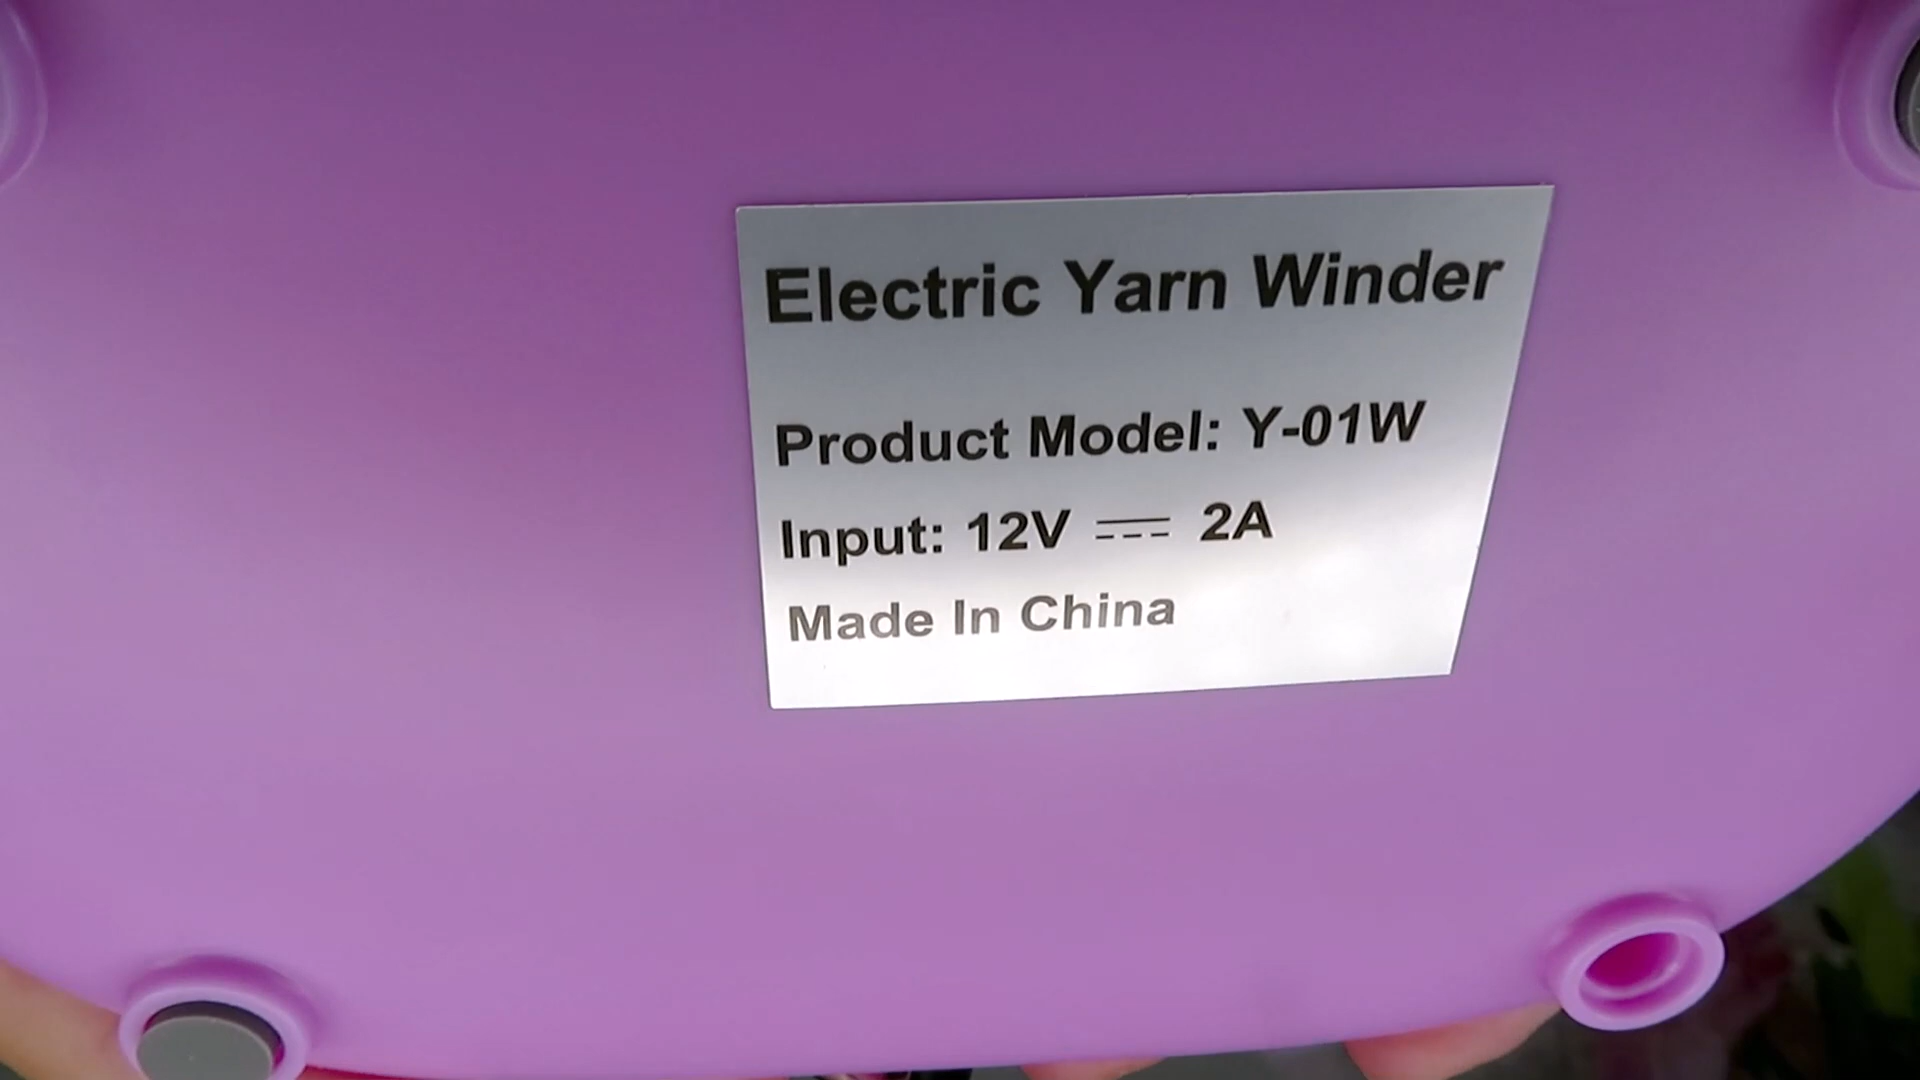 Electric Yarn Winder
Product Model: Y-01W
Input: 12V ⎓ 2A
Made In China